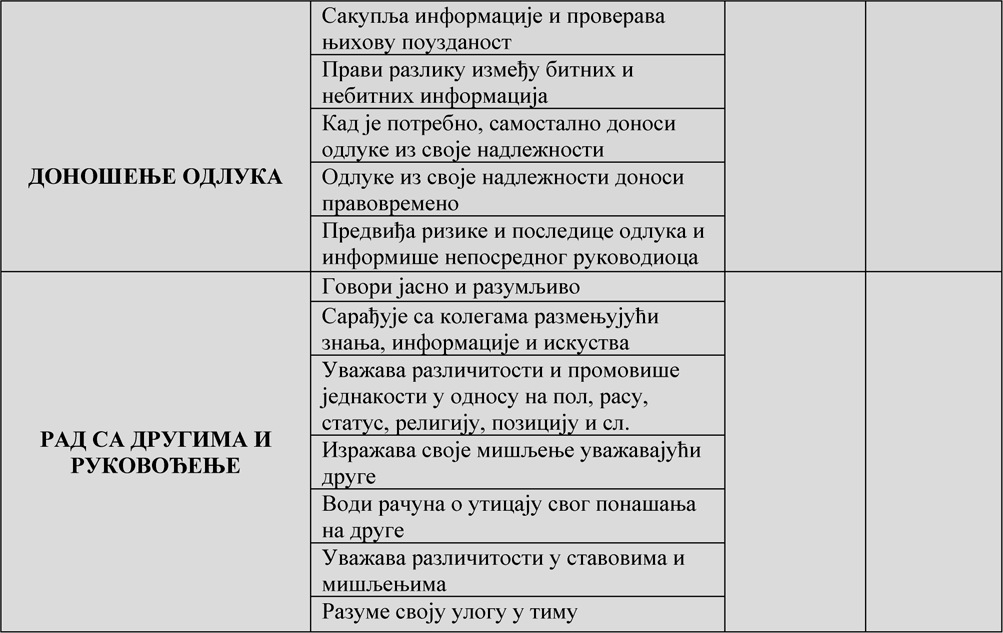 ДОНОШЕЊЕ ОДЛУКА
Сакупља информације и проверава
њихову поузданост
Прави разлику између битних и
небитних информација
Кад је потребно, самостално доноси
одлуке из своје надлежности
Одлуке из своје надлежности доноси
правовремено
Предвиђа ризике и последице одлука и
информише непосредног руководиоца
РАД СА ДРУГИМА И
РУКОВОЂЕЊЕ
Говори јасно и разумљиво
Сарађује са колегама размењујући
знања, информације и искуства
Уважава различитости и промовише
једнакости у односу на пол, расу,
статус, религију, позицију и сл.
Изражава своје мишљење уважавајући
друге
Води рачуна о утицају свог понашања
на друге
Уважава различитости у ставовима и
мишљењима
Разуме своју улогу у тиму